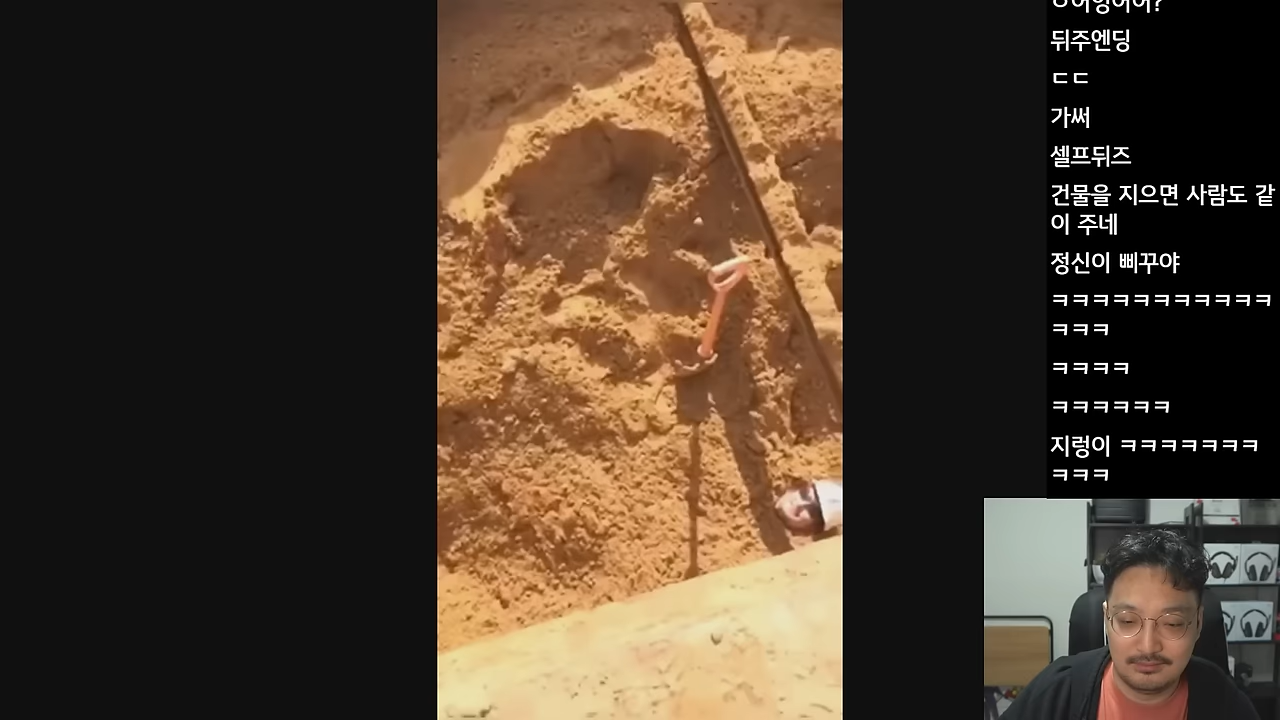 뒤주엔딩
ㄷㄷ
가써
셀프뒤즈
건물을 지으면 사람도 같
이 주네
정신이 삐꾸야
ㅋㅋㅋㅋㅋㅋㅋㅋㅋㅋㅋ
ㅋㅋㅋ
ㅋㅋㅋㅋ
ㅋㅋㅋㅋㅋㅋ
지렁이 ㅋㅋㅋㅋㅋㅋㅋ
ㅋㅋㅋ